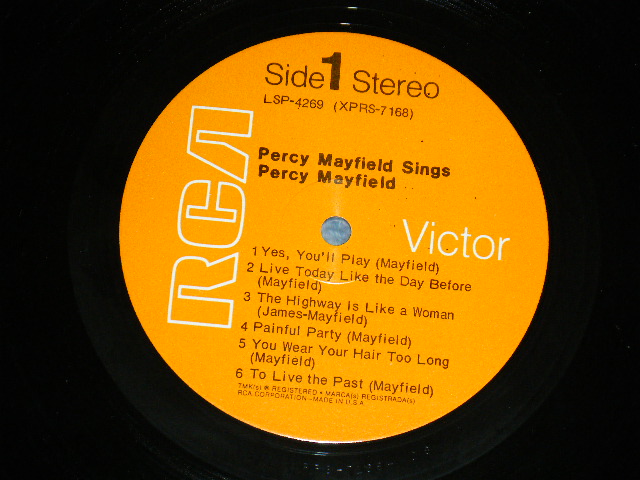 Side 1 Stereo
LSP-4269 (XPRS-7168)
RCA
Percy Mayfield Sings
Percy Mayfield
Victor
1 Yes, You'll Play (Mayfield)
2 Live Today Like the Day Before
(Mayfield)
3 The Highway Is Like a Woman
(James-Mayfield)
4 Painful Party (Mayfield)
5 You Wear Your Hair Too Long
(Mayfield)
6 To Live the Past (Mayfield)
TMK(s) ® REGISTERED • MARCA(s) REGISTRADA(s)
RCA CORPORATION–MADE IN U.S.A.